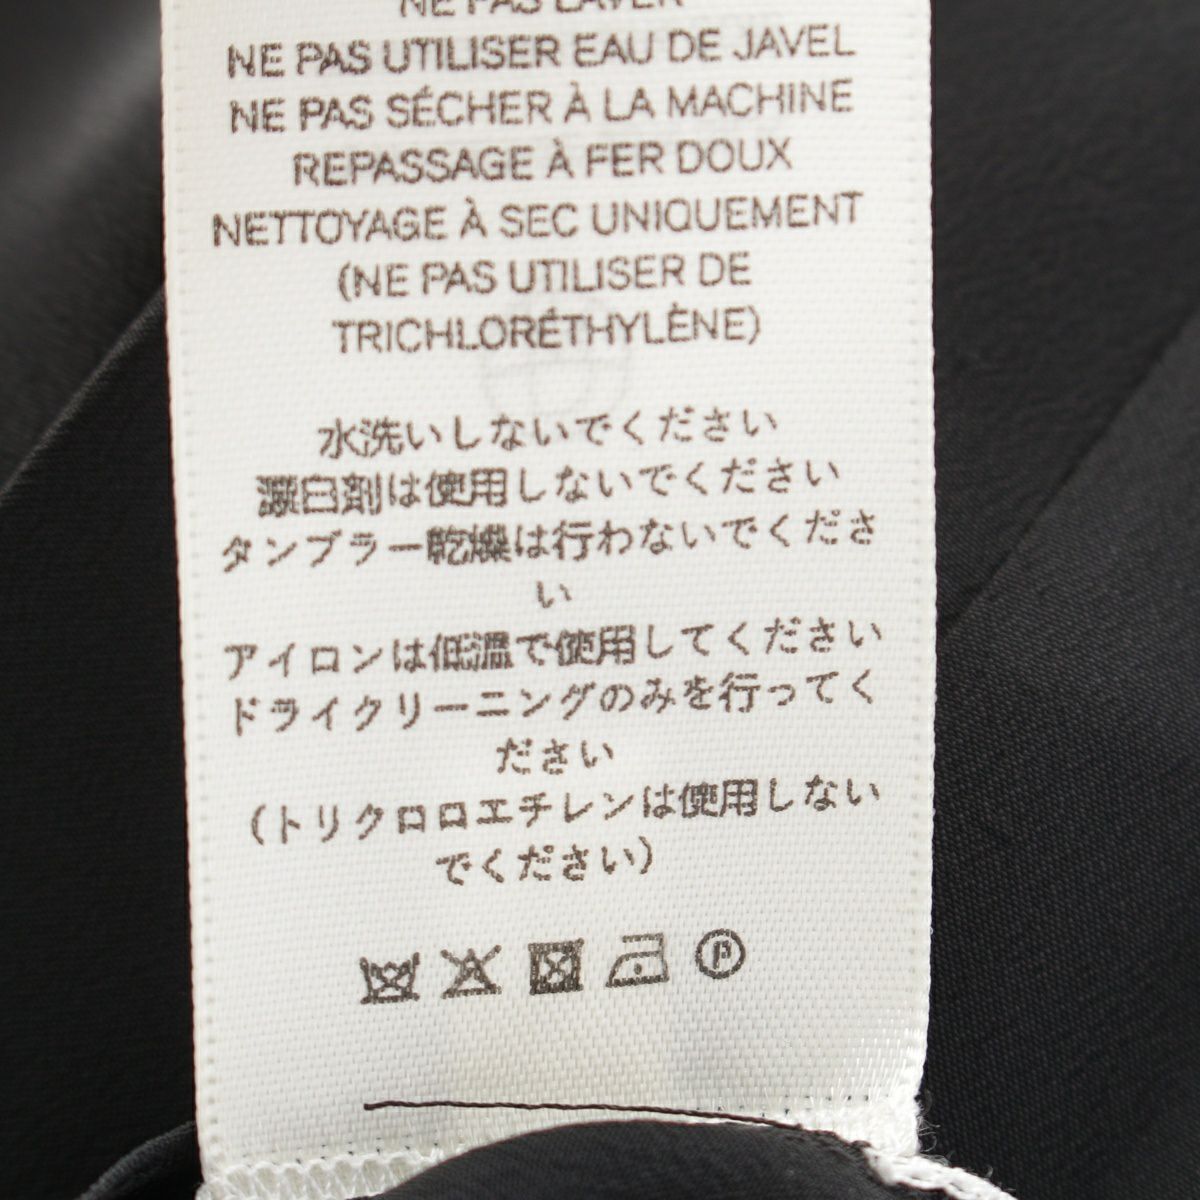 NE PAS LAVER
NE PAS UTILISER EAU DE JAVEL
NE PAS SÉCHER À LA MACHINE
REPASSAGE À FER DOUX
NETTOYAGE À SEC UNIQUEMENT
(NE PAS UTILISER DE
TRICHLORÉTHYLÈNE)
水洗いしないでください
漂白剤は使用しないでください
タンブラー乾燥は行わないでくださ
い
アイロンは低温で使用してください
ドライクリーニングのみを行ってく
ださい
(トリクロロエチレンは使用しない
でください)
P